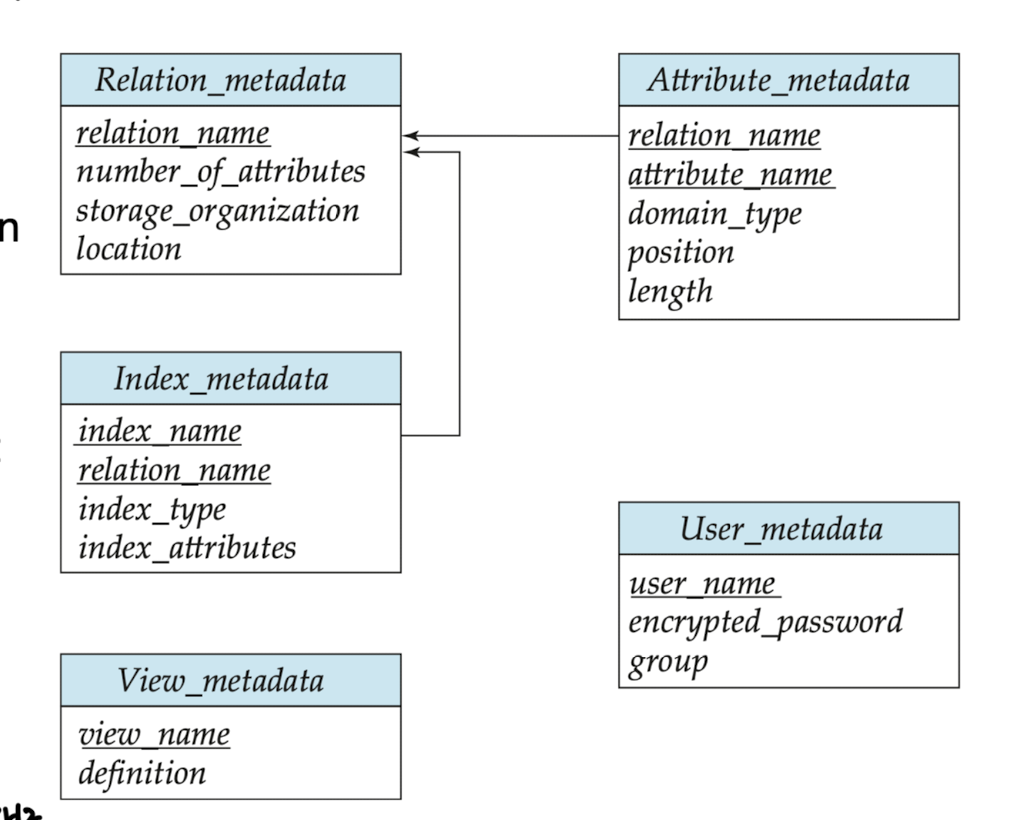 Relation_metadata
relation_name
number_of_attributes
storage_organization
location
Attribute_metadata
relation_name
attribute_name
domain_type
position
length
n
Index_metadata
index_name
relation_name
index_type
index_attributes
User_metadata
user_name
encrypted_password
group
View_metadata
view_name
definition